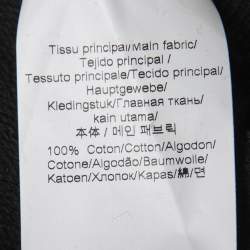 Tissu principal/Main fabric/
Tejido principal /
Tessuto principale/Tecido principal/
Hauptgewebe/
Kledingstuk/Главная ткань/
kain utama/
本体 / 메인 패브릭
100% Coton/Cotton/Algodon/
Cotone/Algodão/Baumwolle/
Katoen/Хлопок/Kapas/綿/면